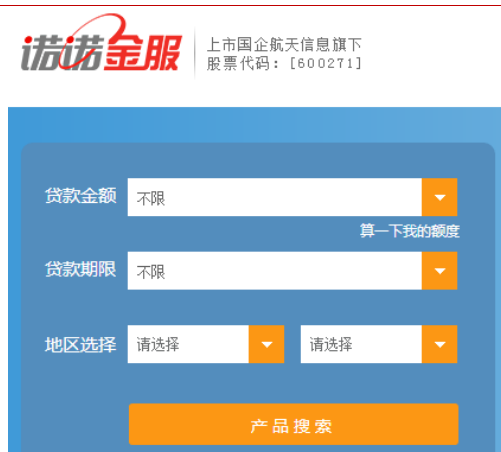 诺诺金服
上市国企航天信息旗下
股票代码：[600271]
贷款金额 不限
算一下我的额度
贷款期限 不限
地区选择 请选择 请选择
产品搜索